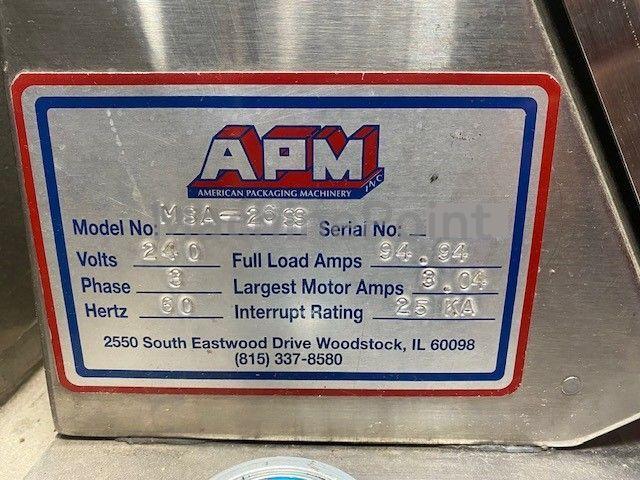 APM
INC
AMERICAN PACKAGING MACHINERY
Model No: MSA-26SS Serial No:
Volts 240 Full Load Amps 94.94
Phase 3 Largest Motor Amps 3.04
Hertz 60 Interrupt Rating 25 KA
2550 South Eastwood Drive Woodstock, IL 60098
(815) 337-8580